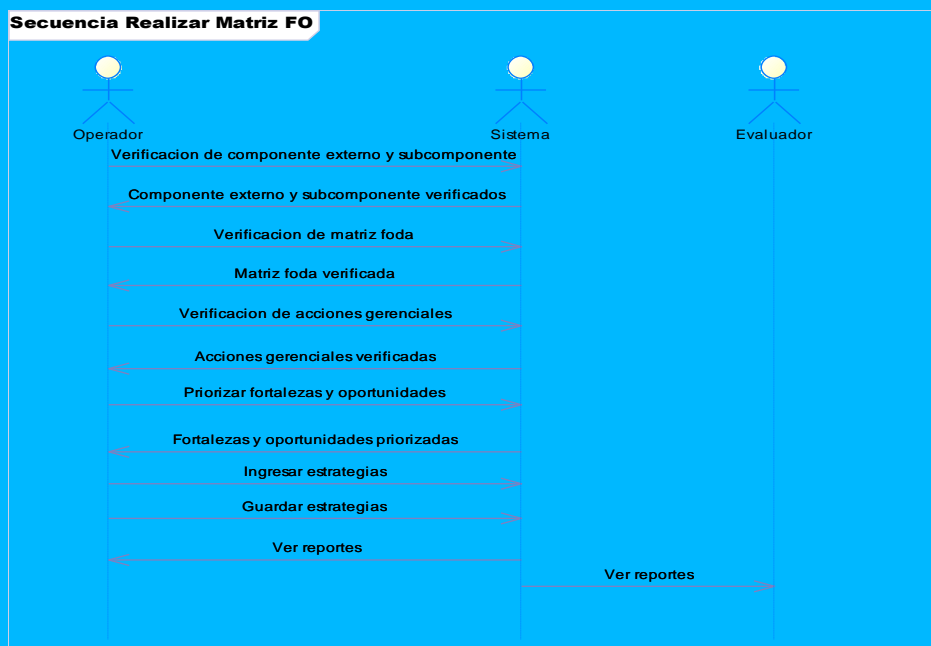 Secuencia Realizar Matriz FO
Operador
Sistema
Evaluador
Verificacion de componente externo y subcomponente
Componente externo y subcomponente verificados
Verificacion de matriz foda
Matriz foda verificada
Verificacion de acciones gerenciales
Acciones gerenciales verificadas
Priorizar fortalezas y oportunidades
Fortalezas y oportunidades priorizadas
Ingresar estrategias
Guardar estrategias
Ver reportes
Ver reportes